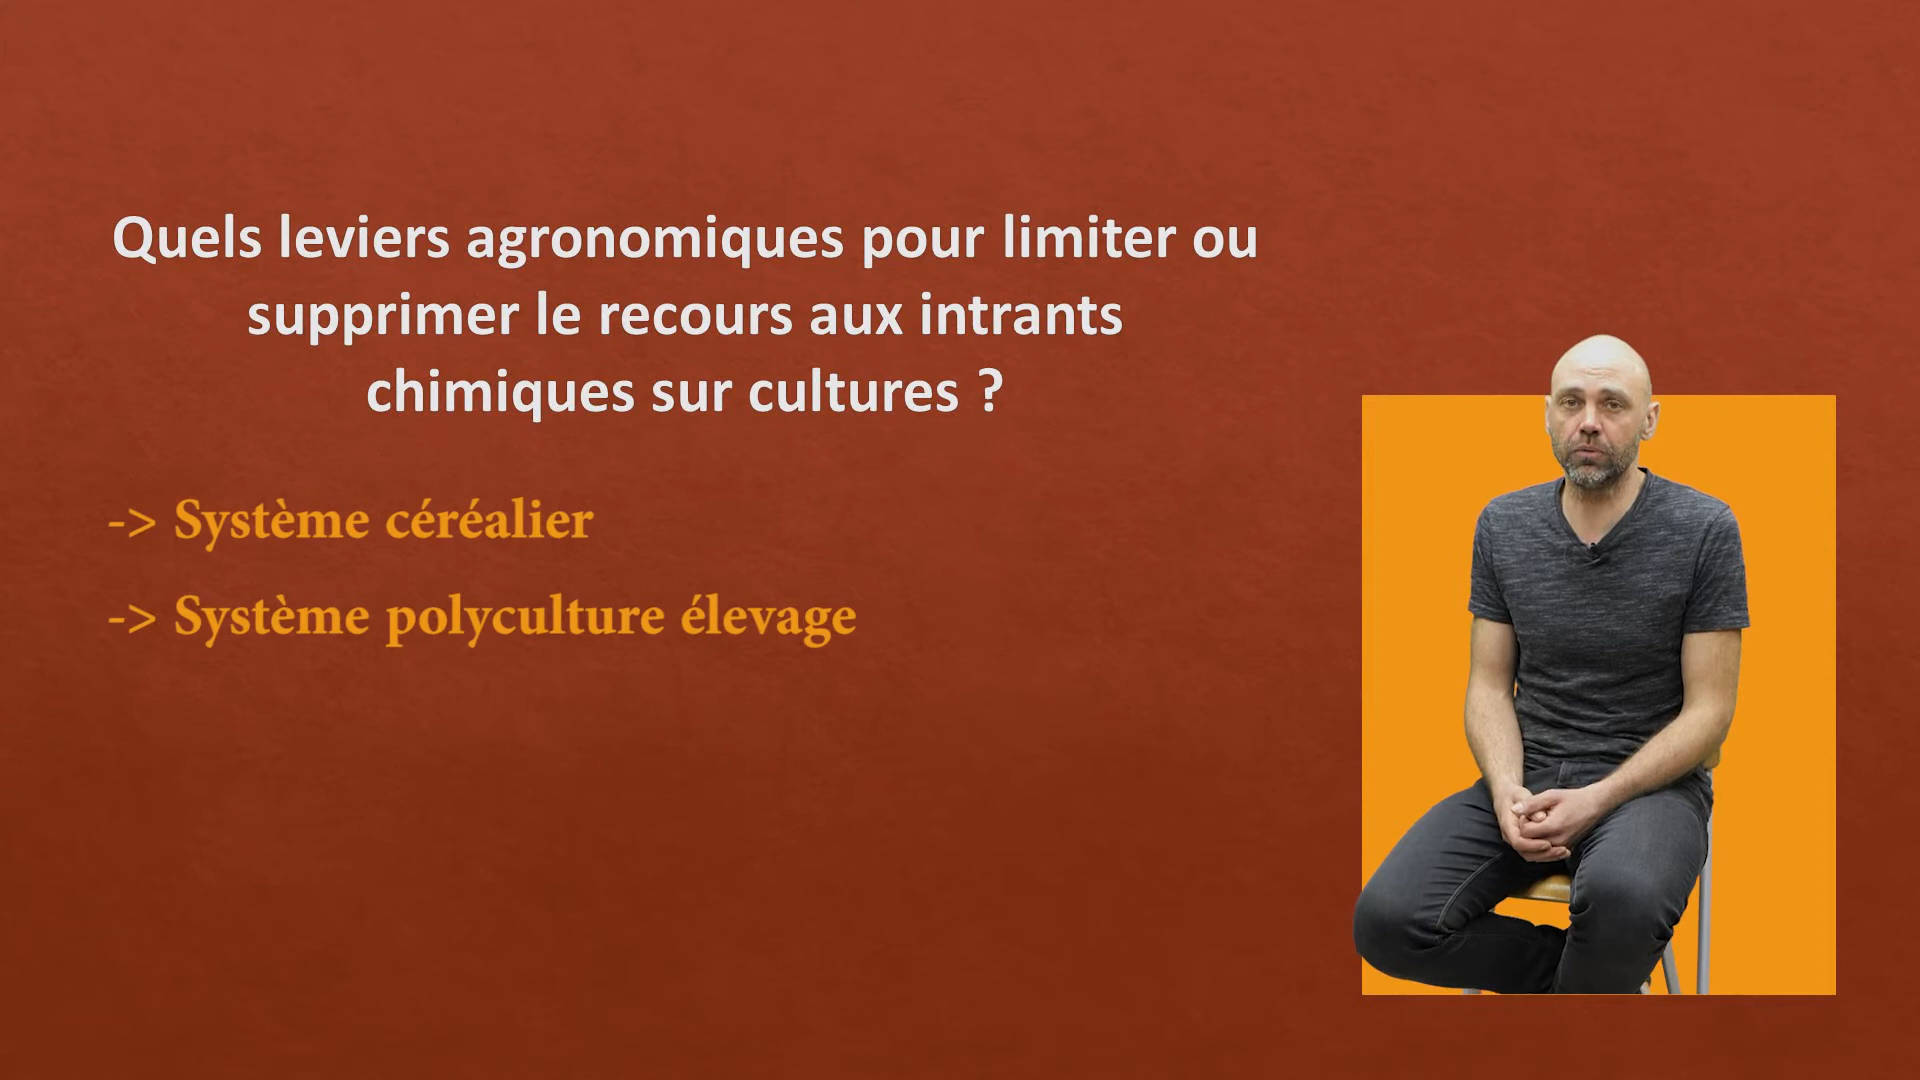 Quels leviers agronomiques pour limiter ou
supprimer le recours aux intrants
chimiques sur cultures ?
-> Système céréalier
-> Système polyculture élevage